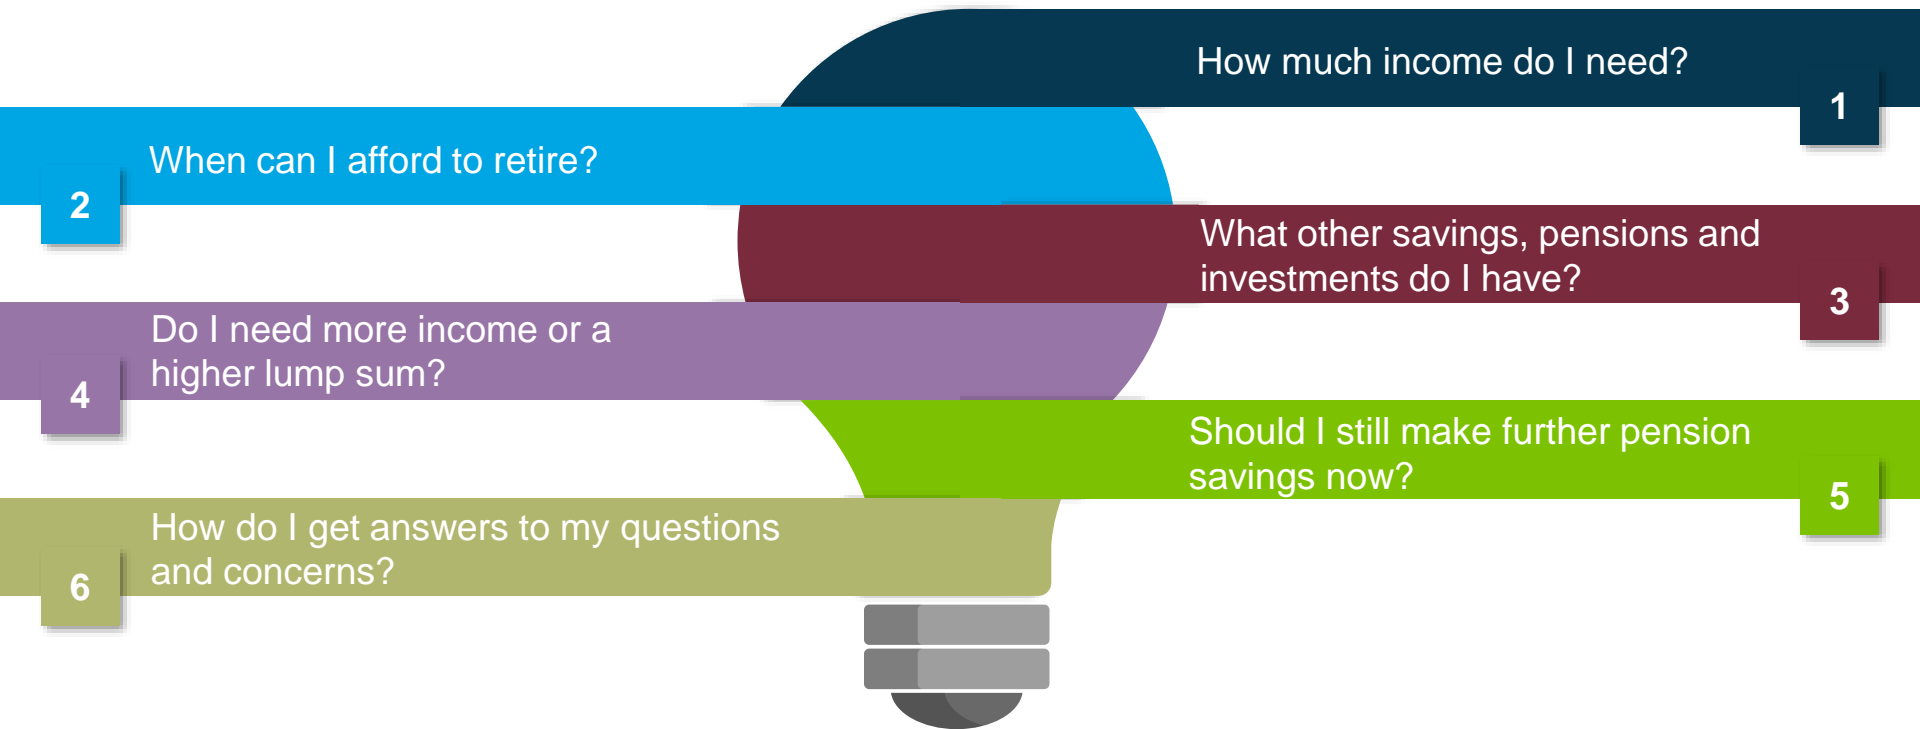 How much income do I need?
1
When can I afford to retire?
2
What other savings, pensions and
investments do I have?
3
Do I need more income or a
higher lump sum?
4
Should I still make further pension
savings now?
5
How do I get answers to my questions
and concerns?
6